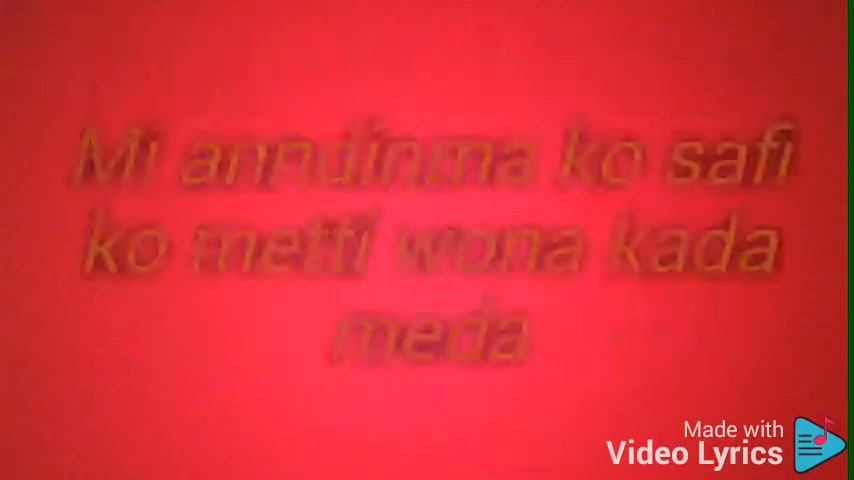 Mi anndinma ko safi
ko metti wona kada
meda
Made with
Video Lyrics